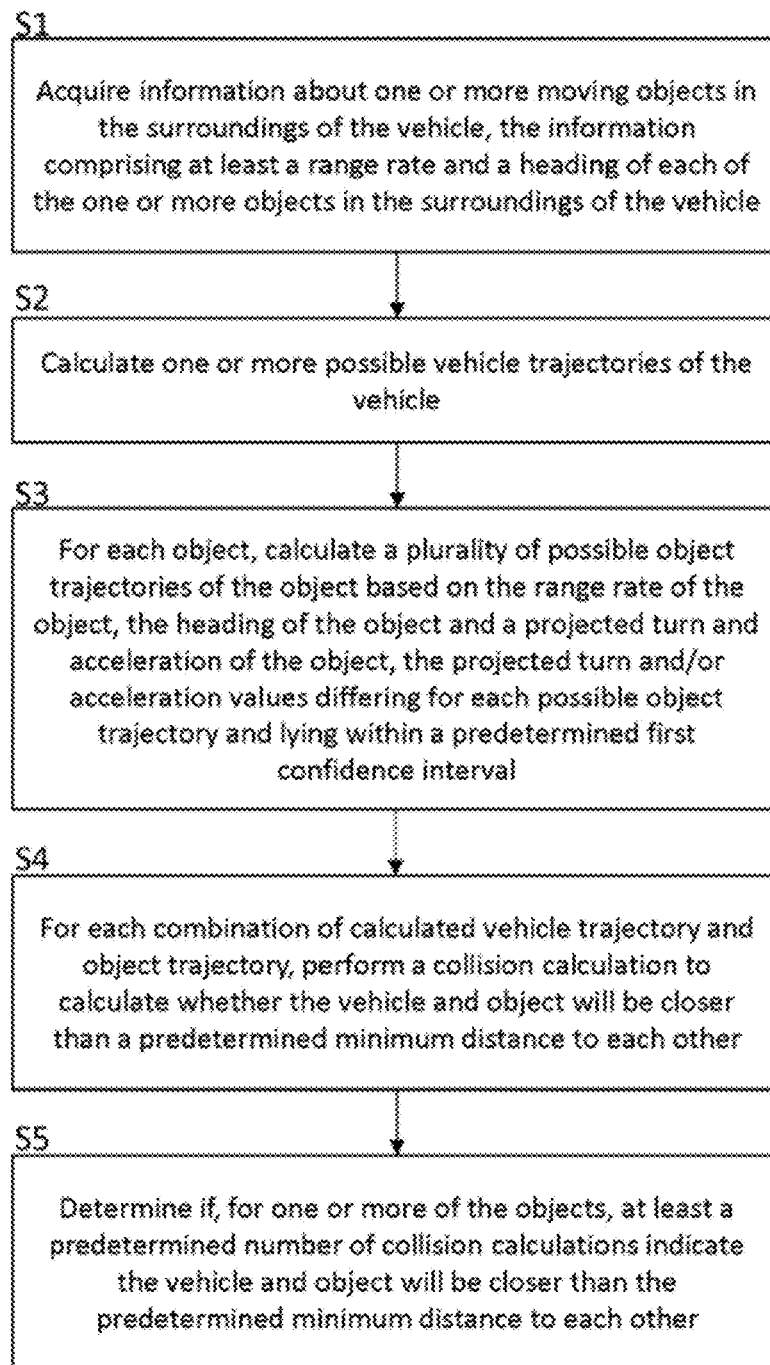 S1
Acquire information about one or more moving objects in
the surroundings of the vehicle, the information
comprising at least a range rate and a heading of each of
the one or more objects in the surroundings of the vehicle
S2
Calculate one or more possible vehicle trajectories of the
vehicle
S3
For each object, calculate a plurality of possible object
trajectories of the object based on the range rate of the
object, the heading of the object and a projected turn and
acceleration of the object, the projected turn and/or
acceleration values differing for each possible object
trajectory and lying within a predetermined first
confidence interval
S4
For each combination of calculated vehicle trajectory and
object trajectory, perform a collision calculation to
calculate whether the vehicle and object will be closer
than a predetermined minimum distance to each other
S5
Determine if, for one or more of the objects, at least a
predetermined number of collision calculations indicate
the vehicle and object will be closer than the
predetermined minimum distance to each other